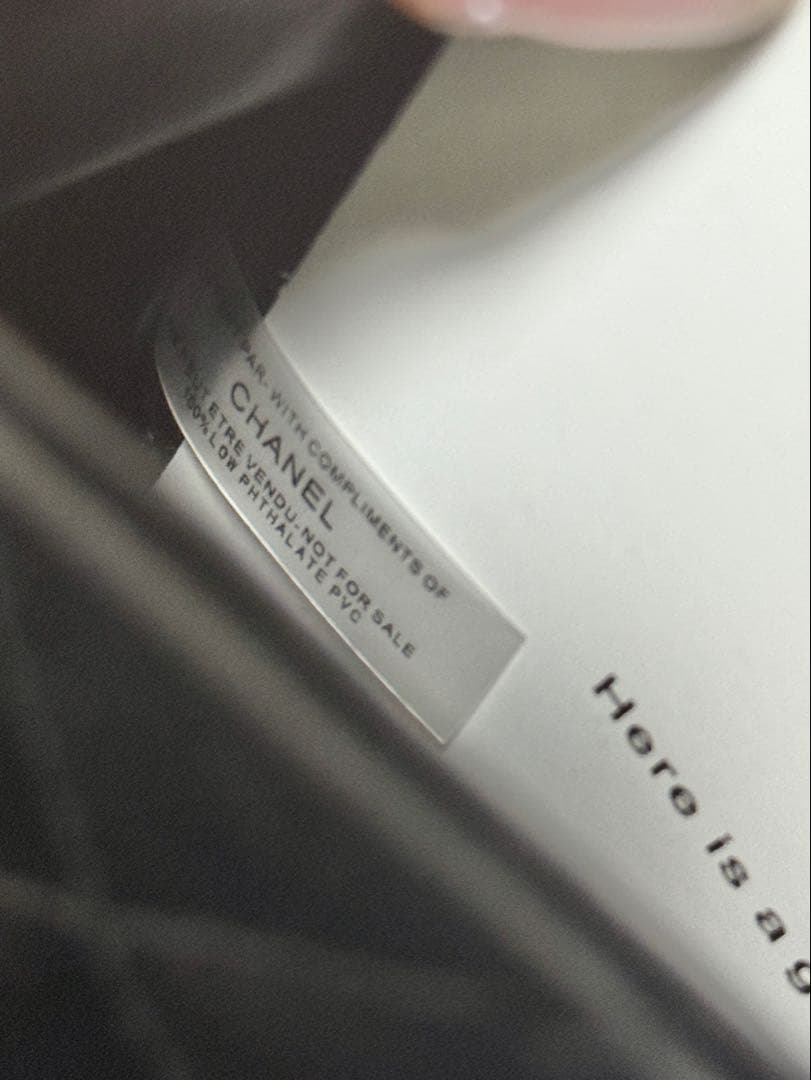 PAR- WITH COMPLIMENTS OF
CHANEL
ETRE VENDU-NOT FOR SALE
100% LOW PHTHALATE PVC
Here is a